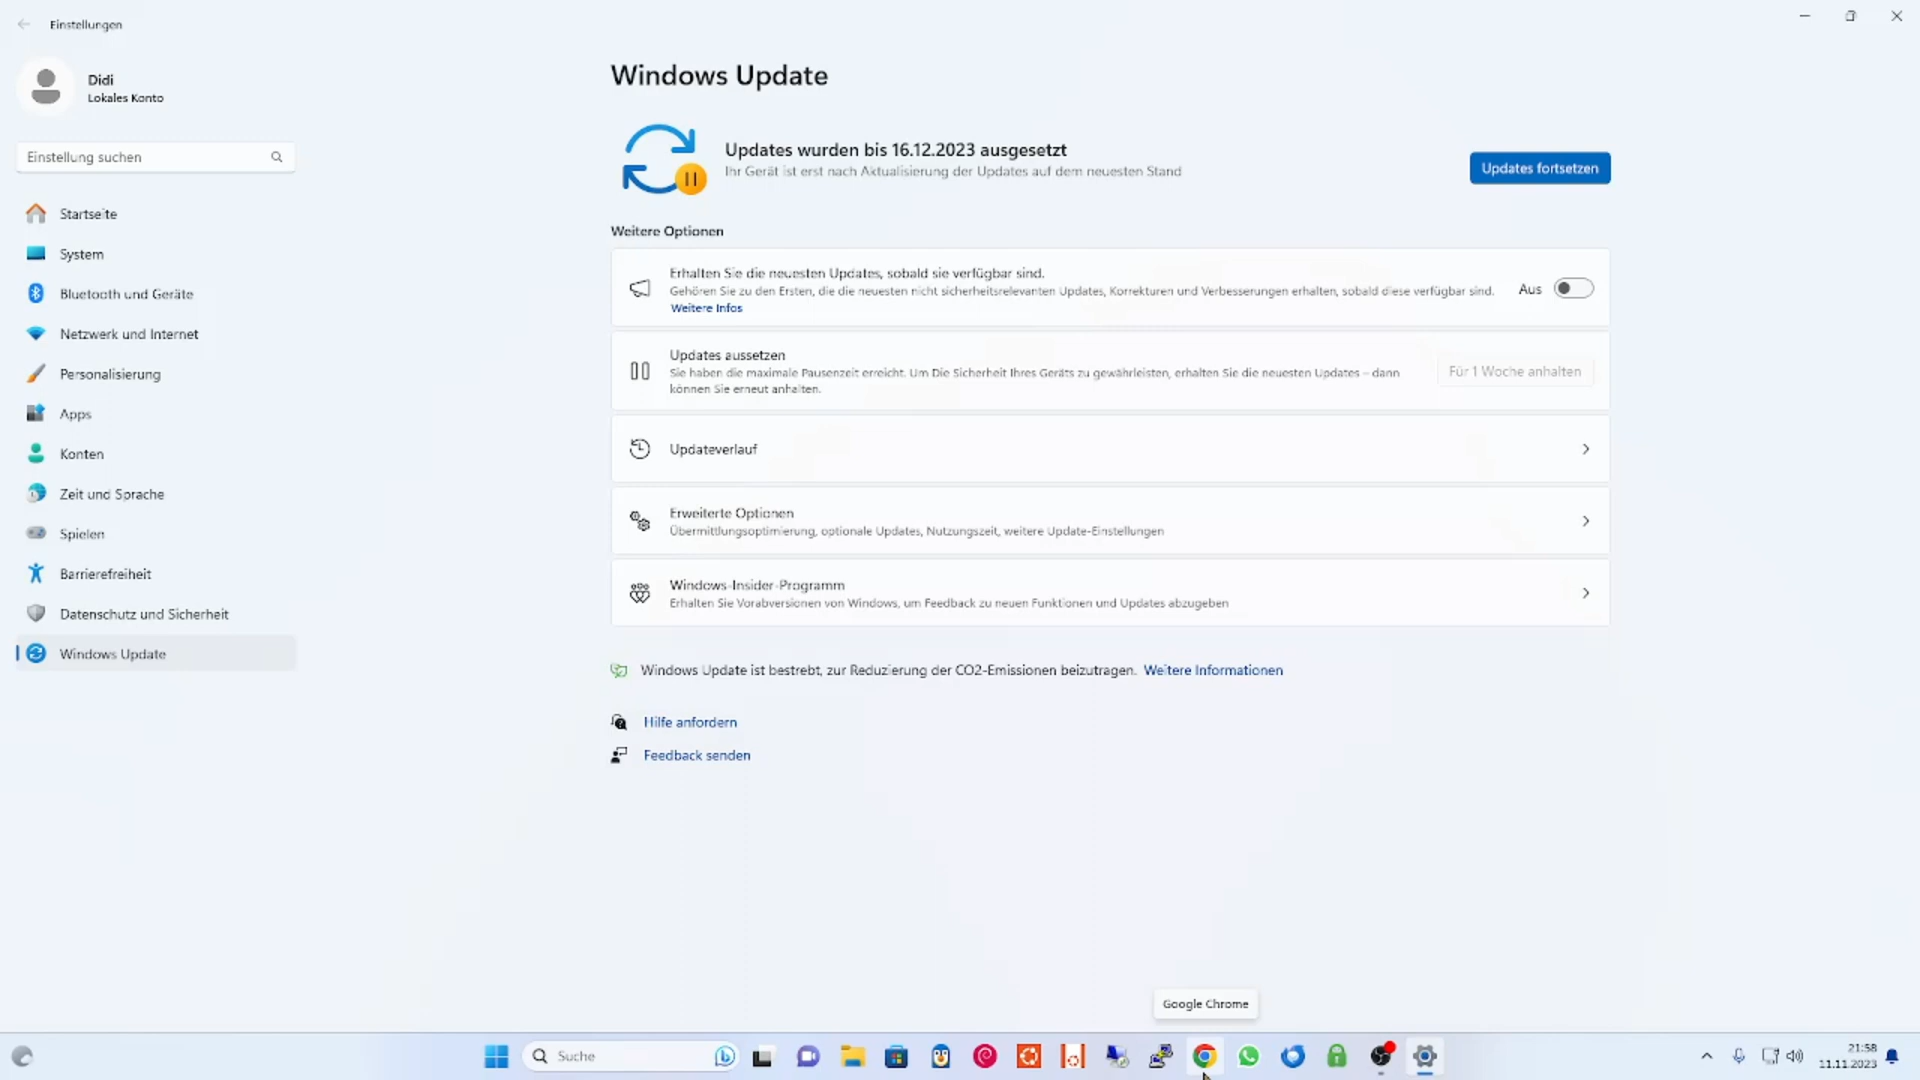 Einstellungen
Didi
Lokales Konto
Einstellung suchen
Startseite
System
Bluetooth und Geräte
Netzwerk und Internet
Personalisierung
Apps
Konten
Zeit und Sprache
Spielen
Barrierefreiheit
Datenschutz und Sicherheit
Windows Update
Windows Update
Updates wurden bis 16.12.2023 ausgesetzt
Ihr Gerät ist erst nach Aktualisierung der Updates auf dem neuesten Stand
Updates fortsetzen
Weitere Optionen
Erhalten Sie die neuesten Updates, sobald sie verfügbar sind.
Gehören Sie zu den Ersten, die die neuesten nicht sicherheitsrelevanten Updates, Korrekturen und Verbesserungen erhalten, sobald diese verfügbar sind.
Weitere Infos
Aus
Updates aussetzen
Sie haben die maximale Pausenzeit erreicht. Um Die Sicherheit Ihres Geräts zu gewährleisten, erhalten Sie die neuesten Updates – dann
können Sie erneut anhalten.
Für 1 Woche anhalten
Updateverlauf
Erweiterte Optionen
Übermittlungsoptimierung, optionale Updates, Nutzungszeit, weitere Update-Einstellungen
Windows-Insider-Programm
Erhalten Sie Vorabversionen von Windows, um Feedback zu neuen Funktionen und Updates abzugeben
Windows Update ist bestrebt, zur Reduzierung der CO2-Emissionen beizutragen. Weitere Informationen
Hilfe anfordern
Feedback senden
Google Chrome
Suche
21:58
11.11.2023